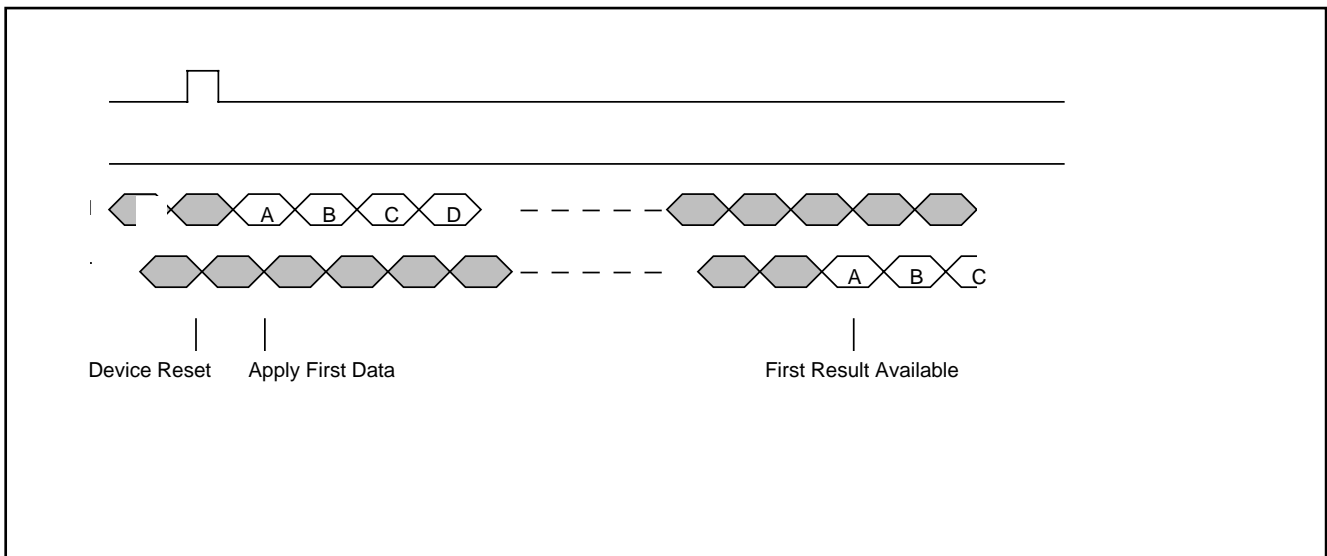 A B C D
A B C
Device Reset Apply First Data First Result Available